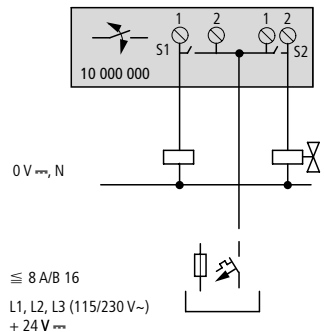 1 2 1 2
S1 S2
10 000 000
0 V ⎓, N
≦ 8 A/B 16
L1, L2, L3 (115/230 V~)
+ 24 V ⎓